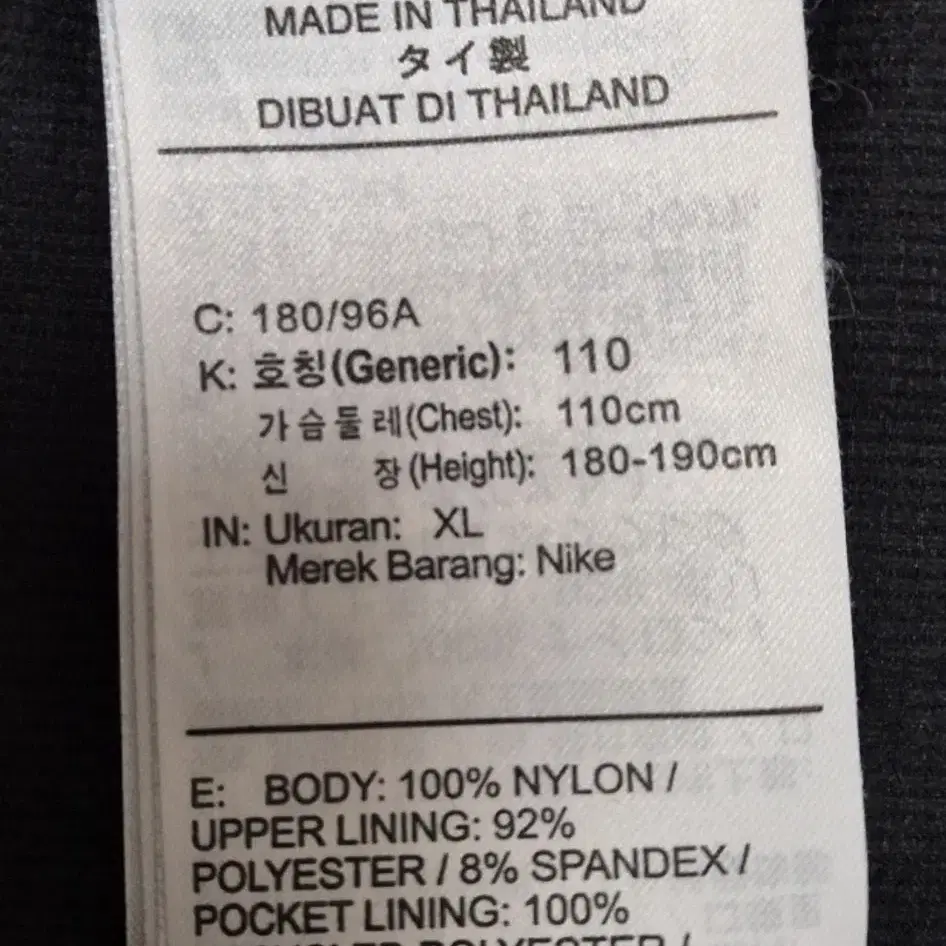 MADE IN THAILAND
タイ製
DIBUAT DI THAILAND
C: 180/96A
K: 호칭(Generic): 110
가슴둘레(Chest): 110cm
신 장(Height): 180-190cm
IN: Ukuran: XL
Merek Barang: Nike
E: BODY: 100% NYLON /
UPPER LINING: 92%
POLYESTER / 8% SPANDEX /
POCKET LINING: 100%
POLYESTER /